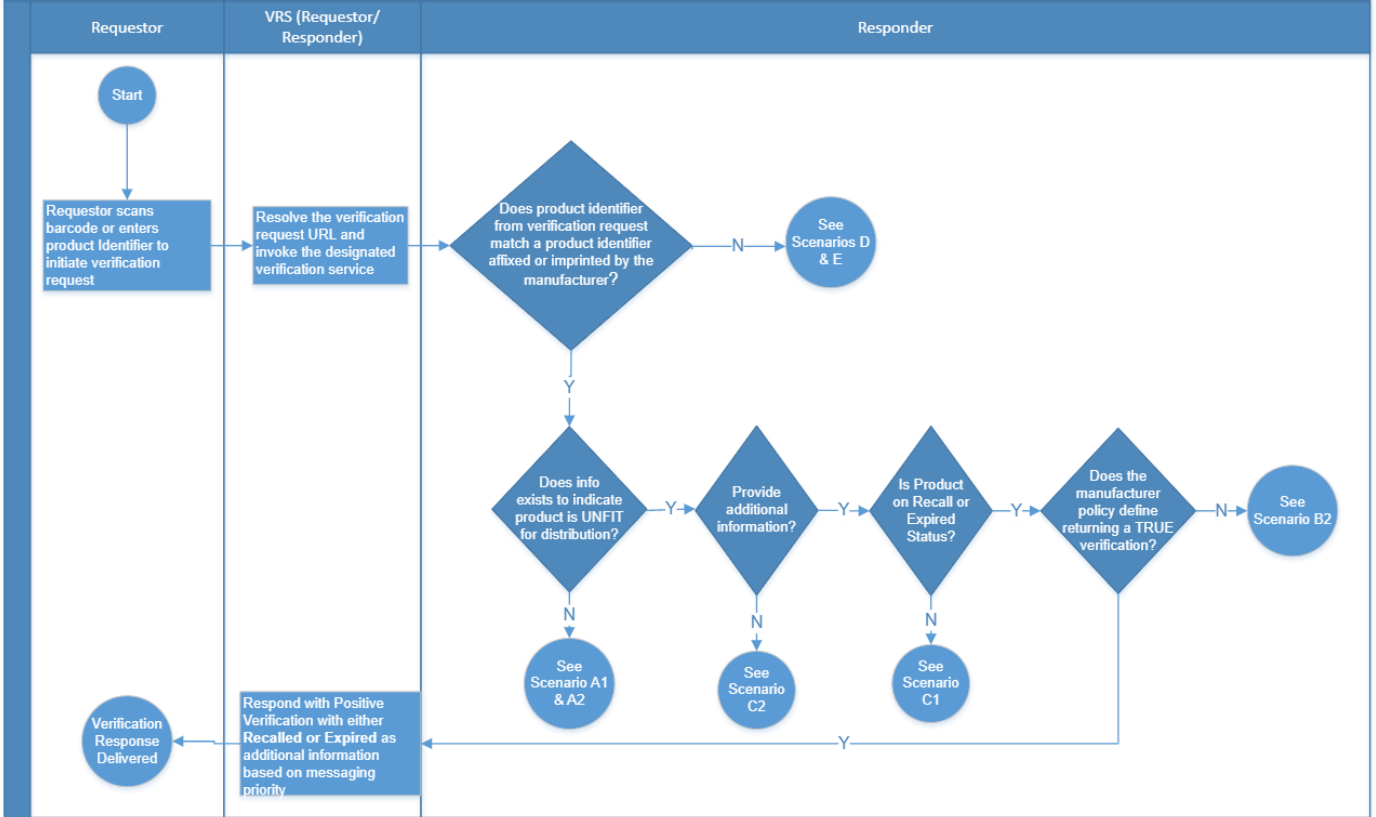 Requestor
VRS (Requestor/
Responder)
Responder
Start
Requestor scans
barcode or enters
product Identifier to
initiate verification
request
Resolve the verification
request URL and
invoke the designated
verification service
Does product identifier
from verification request
match a product identifier
affixed or imprinted by the
manufacturer?
N
See
Scenarios D
& E
Y
Does info
exists to indicate
product is UNFIT
for distribution?
Y
Provide
additional
information?
Y
Is Product
on Recall or
Expired
Status?
Y
Does the
manufacturer
policy define
returning a TRUE
verification?
N
See
Scenario B2
N
See
Scenario A1
& A2
N
See
Scenario
C2
N
See
Scenario
C1
Y
Respond with Positive
Verification with either
Recalled or Expired as
additional information
based on messaging
priority
Verification
Response
Delivered